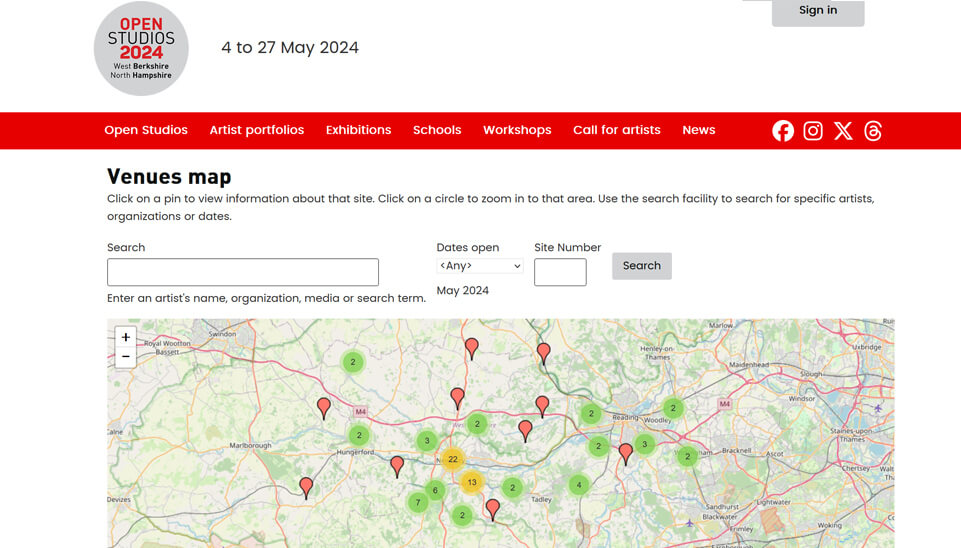 Sign in
OPEN
STUDIOS
2024
West Berkshire
North Hampshire
4 to 27 May 2024
Open Studios
Artist portfolios
Exhibitions
Schools
Workshops
Call for artists
News
Venues map
Click on a pin to view information about that site. Click on a circle to zoom in to that area. Use the search facility to search for specific artists,
organizations or dates.
Search
Dates open
Site Number
<Any>
Search
May 2024
Enter an artist's name, organization, media or search term.
+
−
Swindon
Royal Wootton
Bassett
Marlow
Henley-on-
Thames
Uxbridge
Maidenhead
Slough
2
M4
Windsor
M4
2
2
Reading
Woodley
2
Calne
Marlborough
2
Hungerford
3
2
3
Staines-upon-
Thames
22
2
Bracknell
Ascot
Chertsey
13
6
2
4
Devizes
7
Tadley
Lightwater
Sandhurst
Blackwater
2
Woking
Frimley